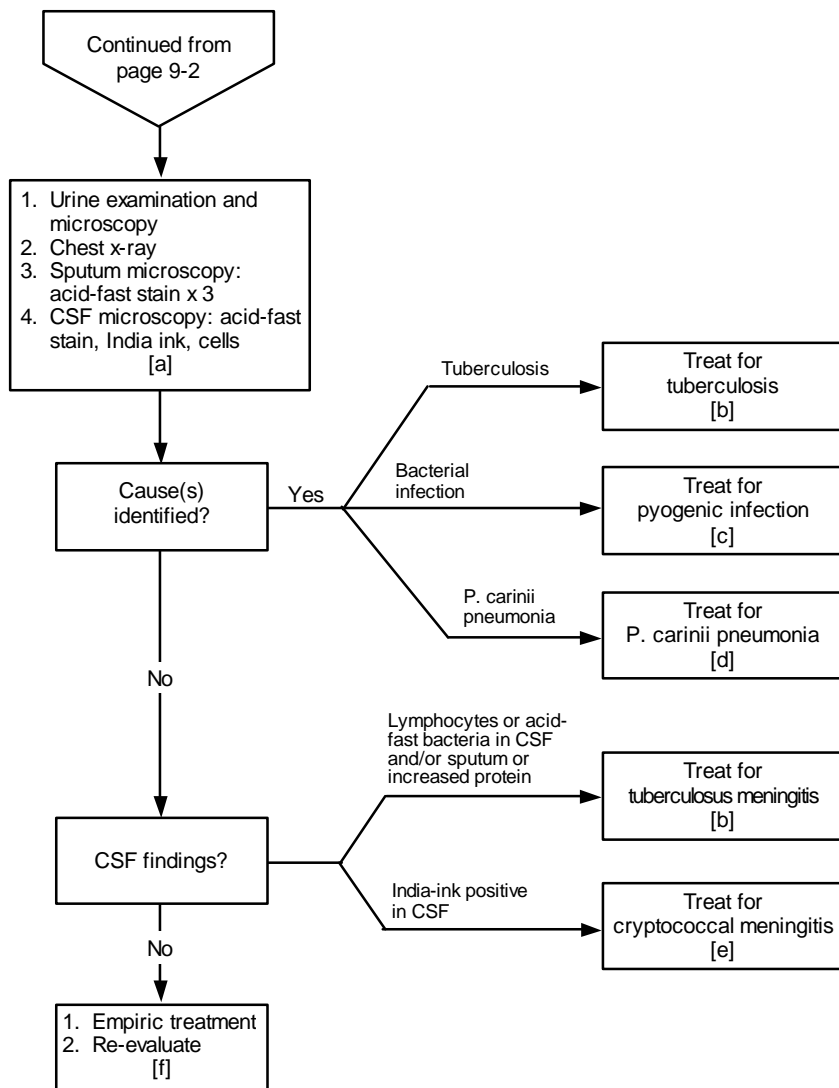 Continued from
page 9-2
1. Urine examination and
microscopy
2. Chest x-ray
3. Sputum microscopy:
acid-fast stain x 3
4. CSF microscopy: acid-fast
stain, India ink, cells
[a]
Tuberculosis
Treat for
tuberculosis
[b]
Cause(s)
identified?
Yes
Bacterial
infection
Treat for
pyogenic infection
[c]
P. carinii
pneumonia
Treat for
P. carinii pneumonia
[d]
No
Lymphocytes or acid-
fast bacteria in CSF
and/or sputum or
increased protein
Treat for
tuberculosus meningitis
[b]
CSF findings?
India-ink positive
in CSF
Treat for
cryptococcal meningitis
[e]
No
1. Empiric treatment
2. Re-evaluate
[f]